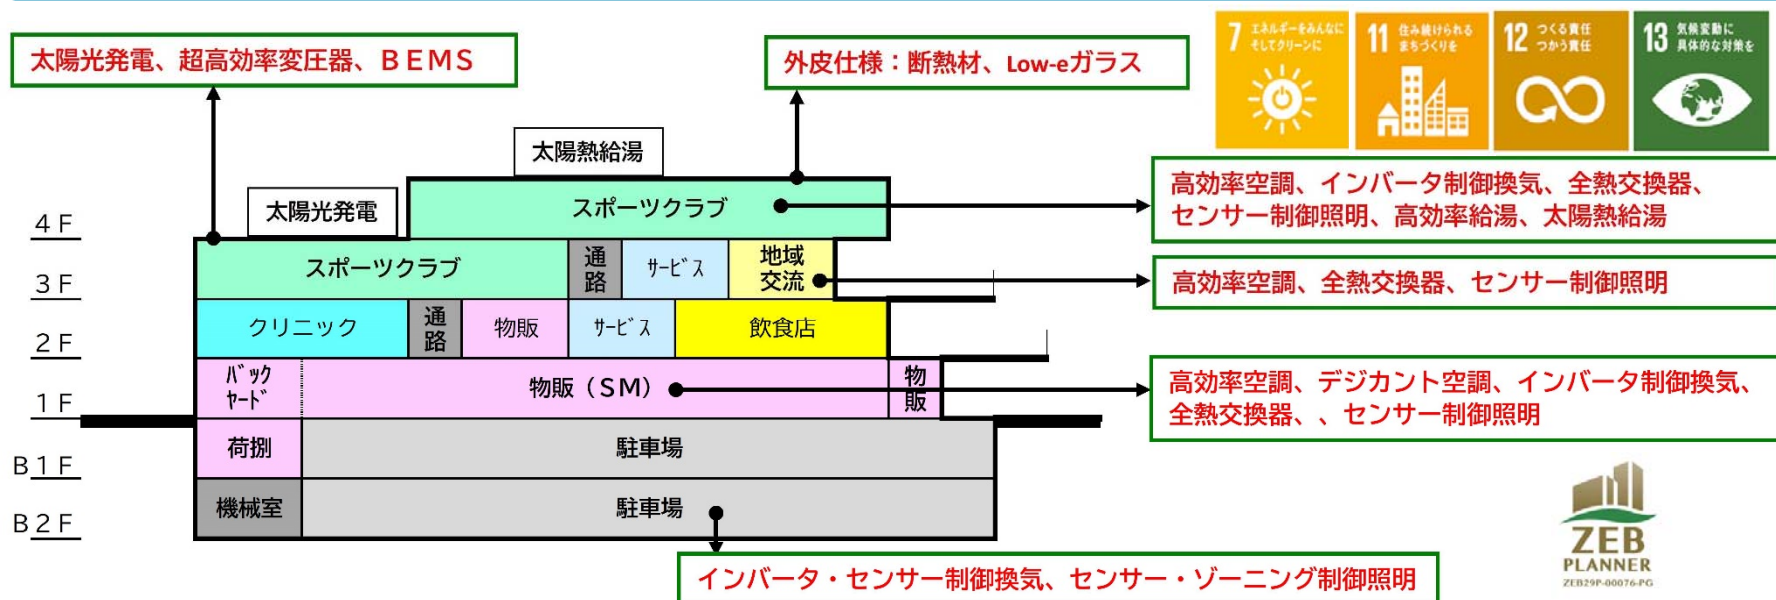 太陽光発電、超高効率変圧器、ＢＥＭＳ
外皮仕様：断熱材、Low-eガラス
7 エネルギーをみんなに
そしてクリーンに
11 住み続けられる
まちづくりを
12 つくる責任
つかう責任
13 気候変動に
具体的な対策を
太陽熱給湯
太陽光発電
4F
スポーツクラブ
高効率空調、インバータ制御換気、全熱交換器、
センサー制御照明、高効率給湯、太陽熱給湯
3F
スポーツクラブ
通路
ｻｰﾋﾞｽ
地域
交流
高効率空調、全熱交換器、センサー制御照明
2F
クリニック
通路
物販
ｻｰﾋﾞｽ
飲食店
1F
ﾊﾞｯｸ
ﾔｰﾄﾞ
物販（ＳＭ）
物販
高効率空調、デジカント空調、インバータ制御換気、
全熱交換器、、センサー制御照明
B1F
荷捌
駐車場
B2F
機械室
駐車場
インバータ・センサー制御換気、センサー・ゾーニング制御照明
ZEB
PLANNER
ZEB29P-00076-PG